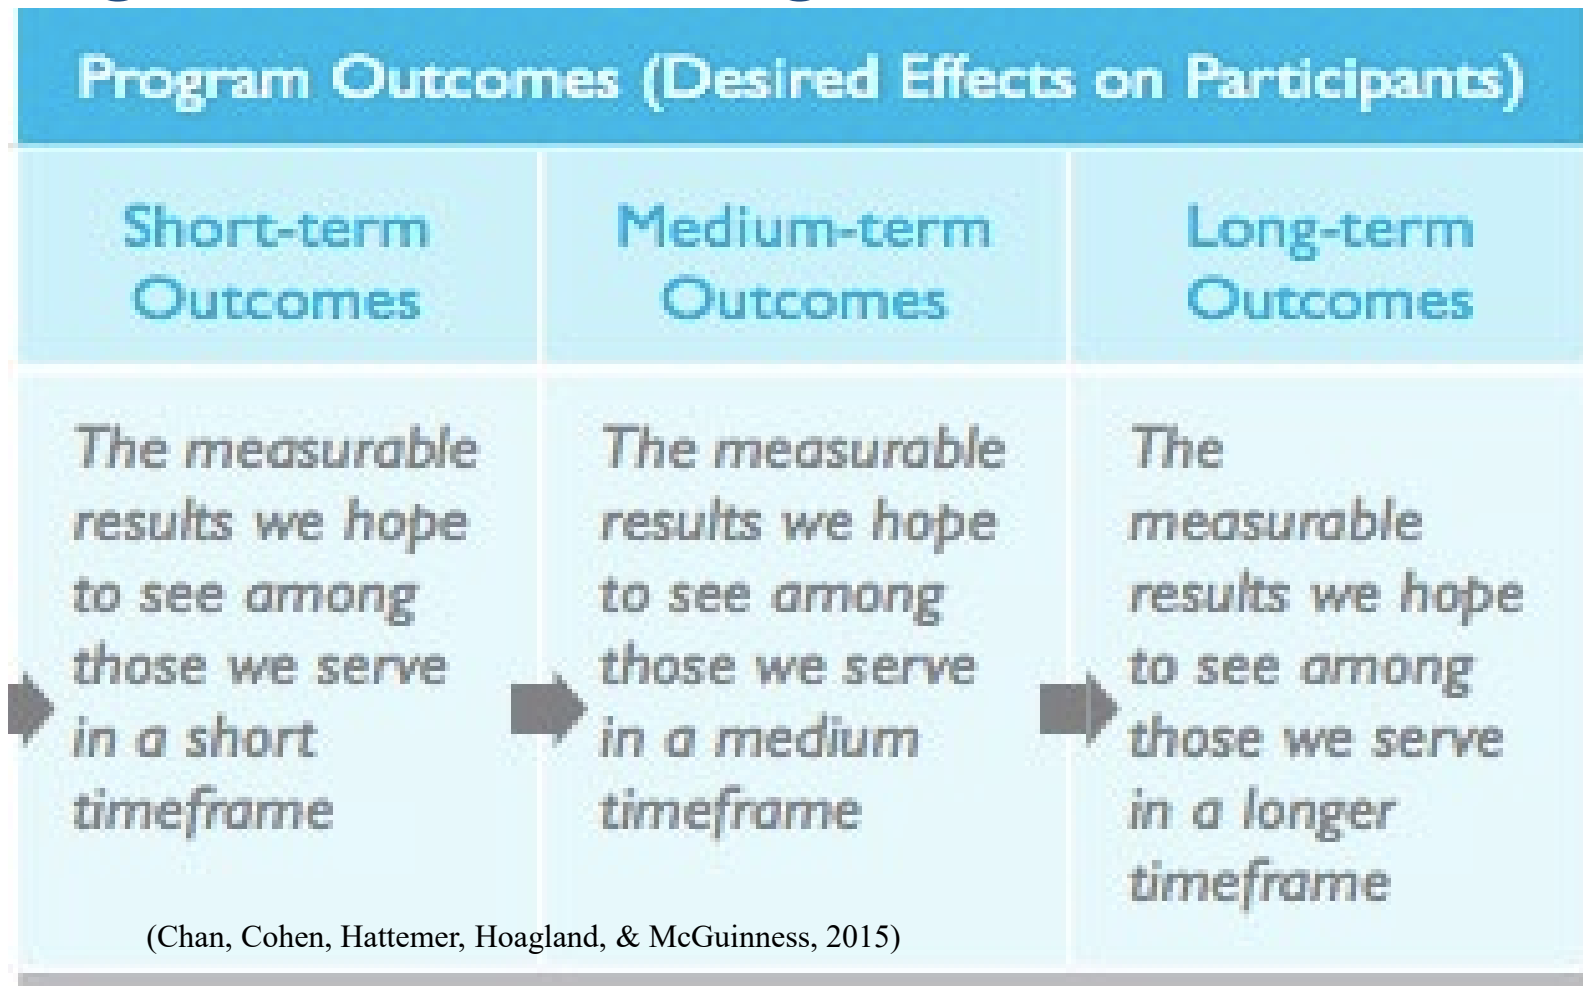 Program Outcomes (Desired Effects on Participants)
Short-term
Outcomes
Medium-term
Outcomes
Long-term
Outcomes
The measurable
results we hope
to see among
those we serve
in a short
timeframe
The measurable
results we hope
to see among
those we serve
in a medium
timeframe
The
measurable
results we hope
to see among
those we serve
in a longer
timeframe
(Chan, Cohen, Hattemer, Hoagland, & McGuinness, 2015)